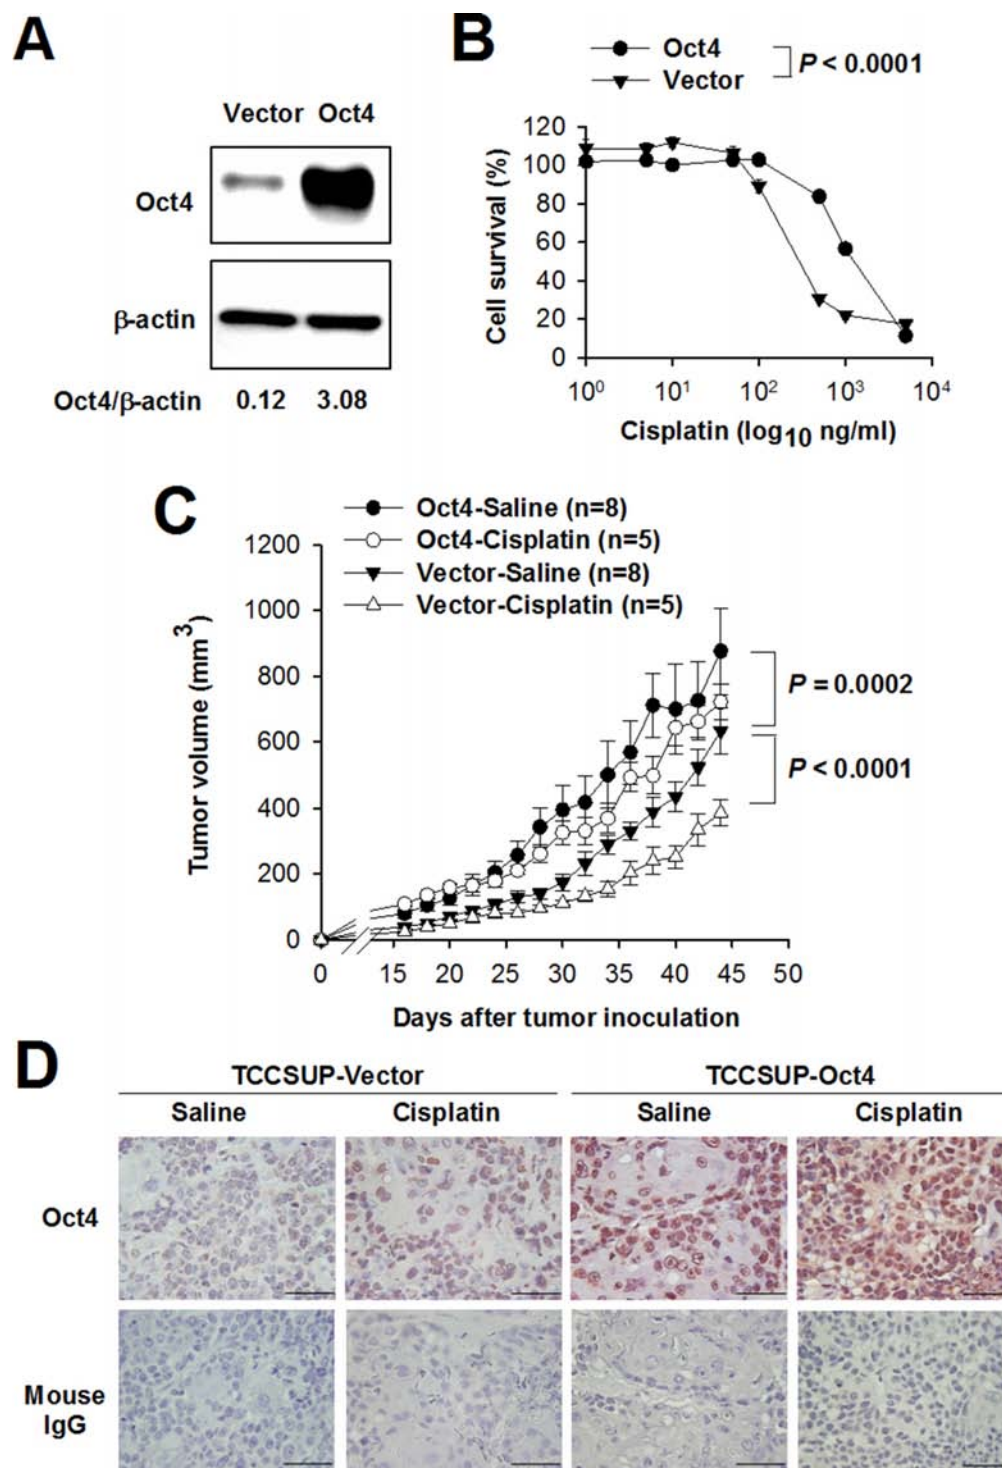 A
Vector Oct4
Oct4
β-actin
Oct4/β-actin 0.12 3.08
B
Oct4
Vector
P < 0.0001
120
100
80
60
40
20
0
Cell survival (%)
10⁰ 10¹ 10² 10³ 10⁴
Cisplatin (log₁₀ ng/ml)
C
Oct4-Saline (n=8)
Oct4-Cisplatin (n=5)
Vector-Saline (n=8)
Vector-Cisplatin (n=5)
1200
1000
800
600
400
200
0
Tumor volume (mm³)
P = 0.0002
P < 0.0001
0 15 20 25 30 35 40 45 50
Days after tumor inoculation
D
TCCSUP-Vector TCCSUP-Oct4
Saline Cisplatin Saline Cisplatin
Oct4
Mouse
IgG